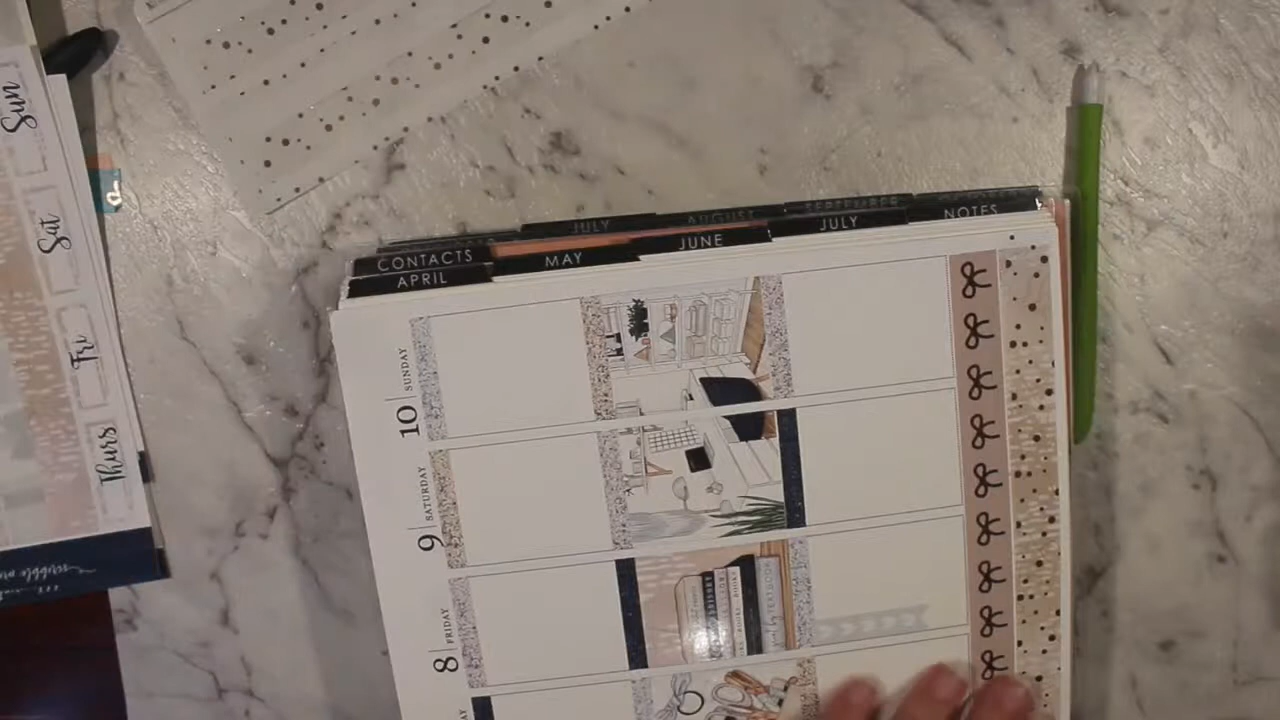 Sun
Sat
Fri
Thurs
JULY
AUGUST
SEPTEMBER
CONTACTS
APRIL
MAY
JUNE
JULY
NOTES
10 SUNDAY
9 SATURDAY
8 FRIDAY